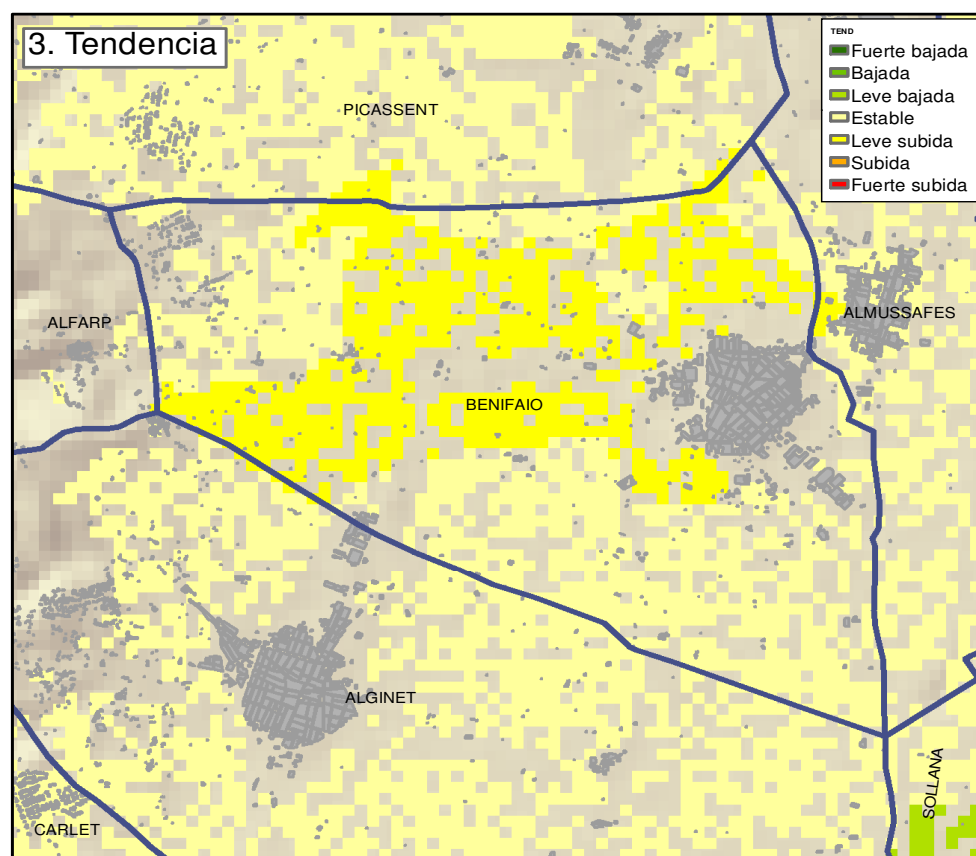 3. Tendencia
TEND
Fuerte bajada
Bajada
Leve bajada
Estable
Leve subida
Subida
Fuerte subida
PICASSENT
ALFARP
ALMUSSAFES
BENIFAIO
ALGINET
SOLLANA
CARLET